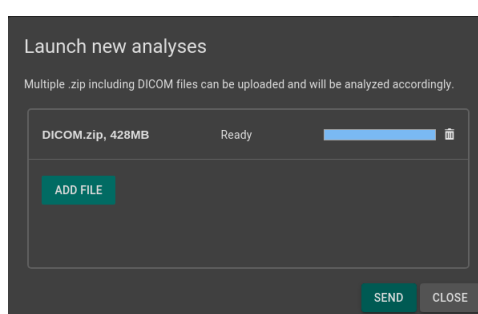 Launch new analyses
Multiple .zip including DICOM files can be uploaded and will be analyzed accordingly.
DICOM.zip, 428MB Ready
ADD FILE
SEND CLOSE